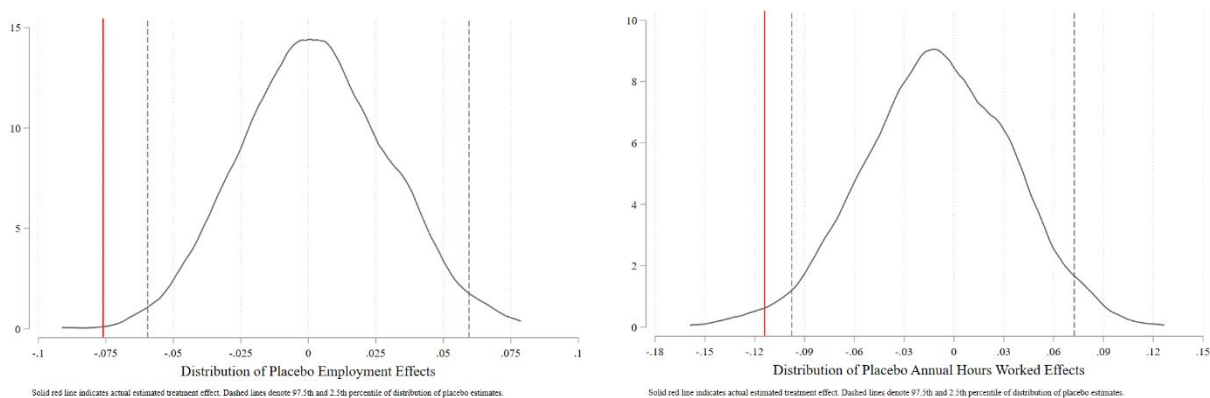 15
10
5
0
-.1 -.075 -.05 -.025 0 .025 .05 .075 .1
Distribution of Placebo Employment Effects
Solid red line indicates actual estimated treatment effect. Dashed lines denote 97.5th and 2.5th percentile of distribution of placebo estimates.
10
8
6
4
2
0
-.18 -.15 -.12 -.09 -.06 -.03 0 .03 .06 .09 .12 .15
Distribution of Placebo Annual Hours Worked Effects
Solid red line indicates actual estimated treatment effect. Dashed lines denote 97.5th and 2.5th percentile of distribution of placebo estimates.